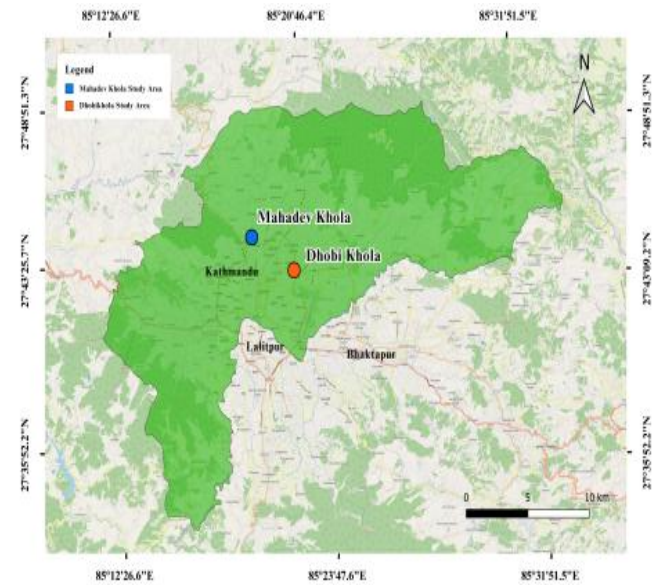 85°12'26.6"E 85°20'46.4"E 85°31'51.5"E
Legend
Mahadev Khola Study Area
Dhobikhola Study Area
N
27°48'51.3"N
27°48'51.3"N
Mahadev Khola
Dhobi Khola
Kathmandu
27°43'25.7"N
27°43'09.2"N
Lalitpur
Bhaktapur
27°35'52.2"N
27°35'52.2"N
0 5 10 km
85°12'26.6"E 85°23'47.6"E 85°31'51.5"E